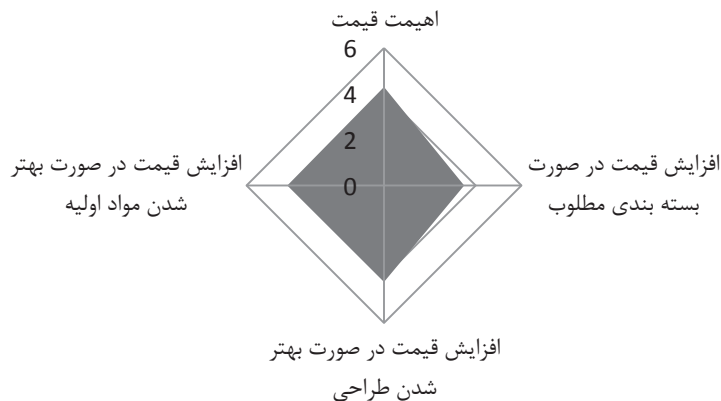 اهیمت قیمت
6
4
2
0
افزایش قیمت در صورت
بسته بندی مطلوب
افزایش قیمت در صورت بهتر
شدن مواد اولیه
افزایش قیمت در صورت بهتر
شدن طراحی